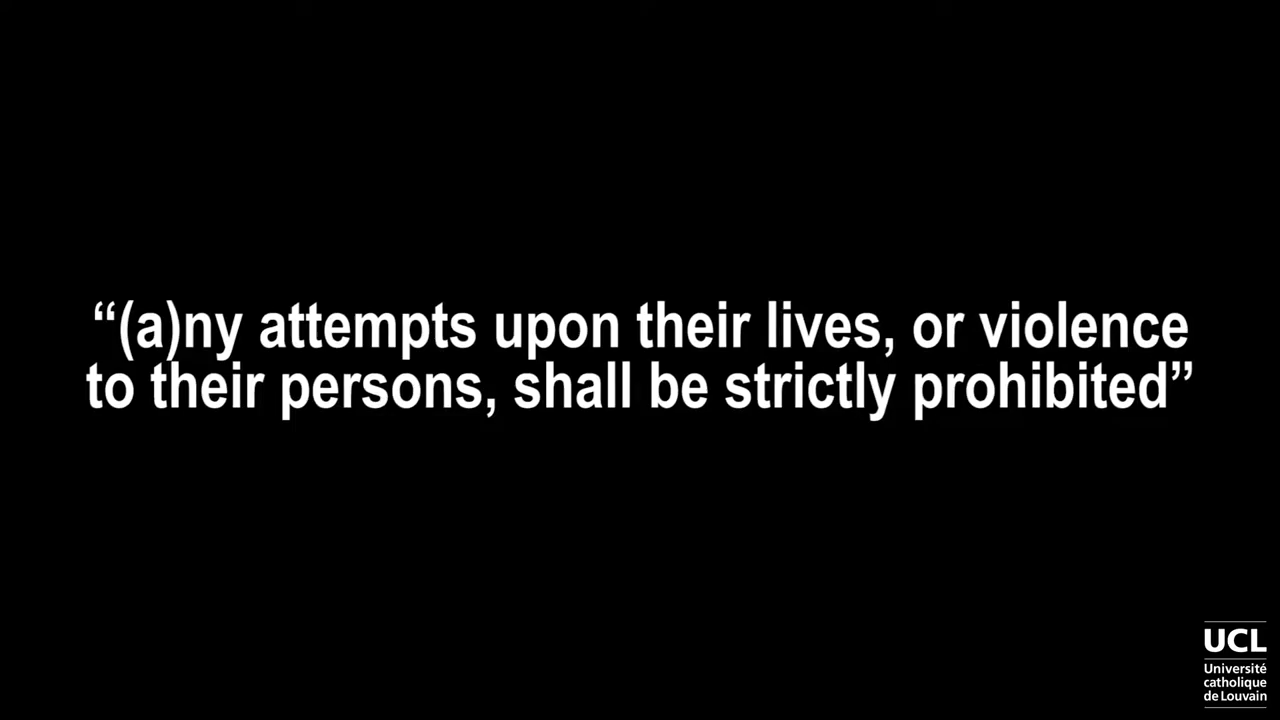 “(a)ny attempts upon their lives, or violence
to their persons, shall be strictly prohibited”
UCL
Université
catholique
de Louvain